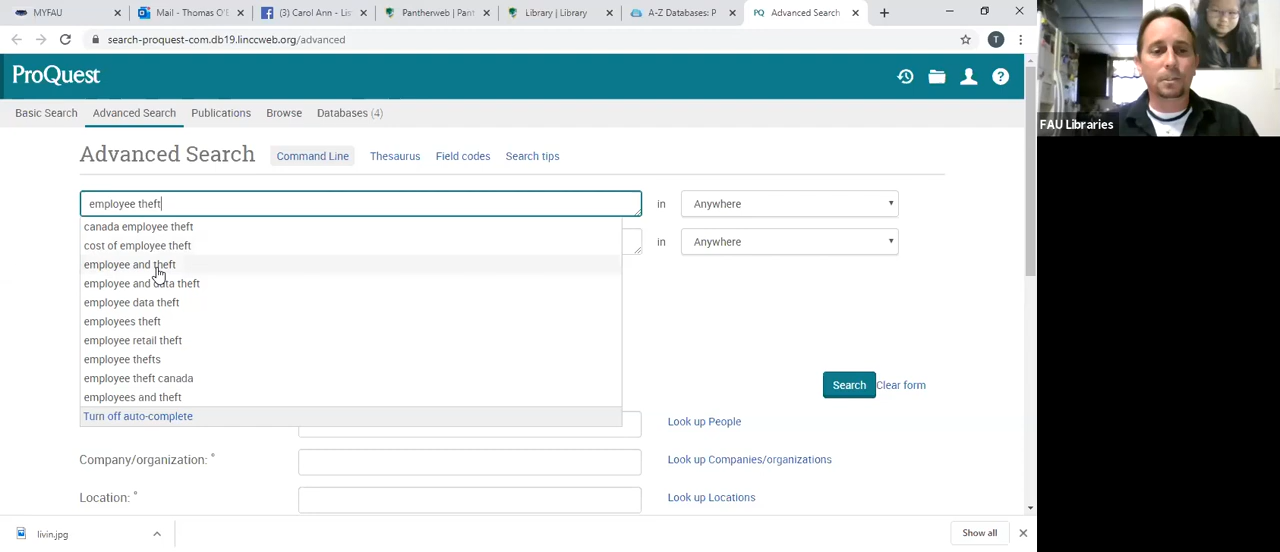 MYFAU
Mail - Thomas O'E
(3) Carol Ann - Lis
Pantherweb | Pant
Library | Library
A-Z Databases: P
PQ Advanced Search
search-proquest-com.db19.linccweb.org/advanced
T
ProQuest
?
Basic Search Advanced Search Publications Browse Databases (4)
Advanced Search Command Line Thesaurus Field codes Search tips
employee theft in Anywhere
canada employee theft
cost of employee theft in Anywhere
employee and theft
employee and data theft
employee data theft
employees theft
employee retail theft
employee thefts
employee theft canada
Search Clear form
employees and theft
Turn off auto-complete
Look up People
Company/organization: * Look up Companies/organizations
Location: * Look up Locations
livin.jpg Show all
FAU Libraries